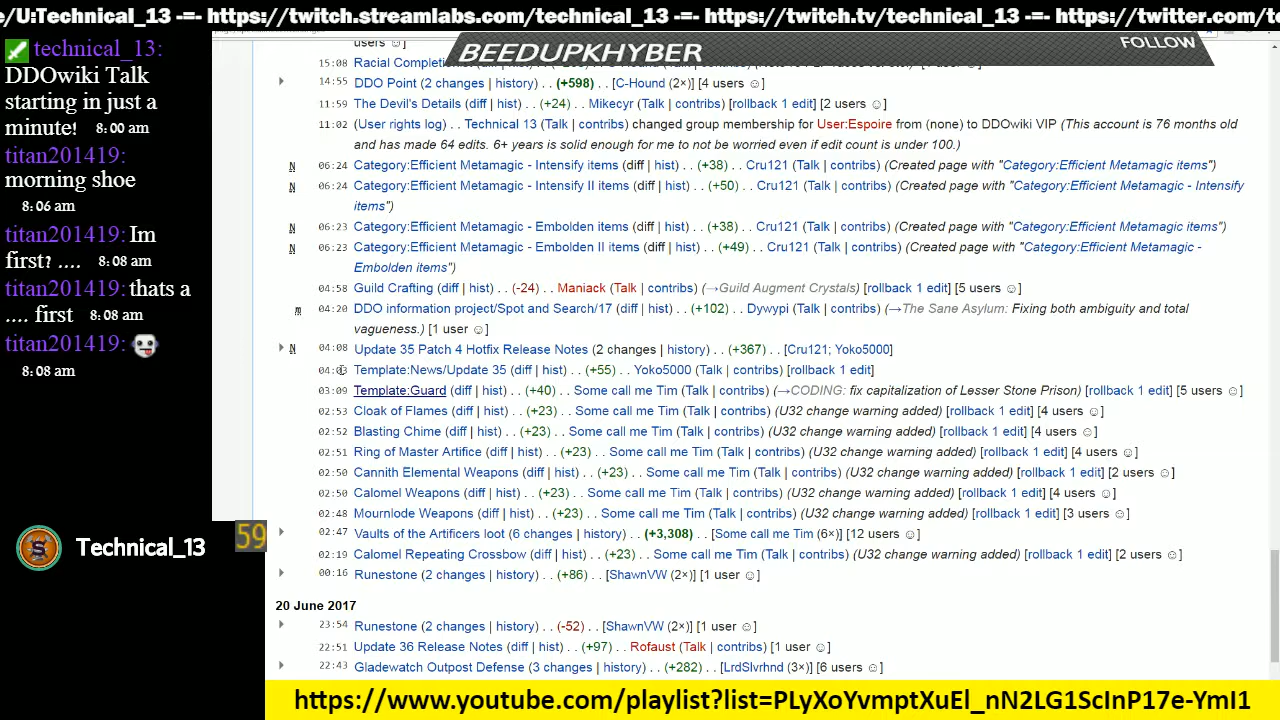 e/U:Technical_13 -=- https://twitch.streamlabs.com/technical_13 -=- https://twitch.tv/technical_13 -=- https://twitter.com/te
technical_13:
DDOwiki Talk
starting in just a
minute! 8:00 am
titan201419:
morning shoe
8:06 am
titan201419: Im
first? .... 8:08 am
titan201419: thats a
.... first 8:08 am
titan201419:
8:08 am
Technical_13
59
BEEDUPKHYBER
FOLLOW
users ☺]
15:08 Racial Completi
14:55 DDO Point (2 changes | history) . . (+598) . . [C-Hound (2×)] [4 users ☺]
11:59 The Devil's Details (diff | hist) . . (+24) . . Mikecyr (Talk | contribs) [rollback 1 edit] [2 users ☺]
11:02 (User rights log) . . Technical 13 (Talk | contribs) changed group membership for User:Espoire from (none) to DDOwiki VIP (This account is 76 months old
and has made 64 edits. 6+ years is solid enough for me to not be worried even if edit count is under 100.)
N 06:24 Category:Efficient Metamagic - Intensify items (diff | hist) . . (+38) . . Cru121 (Talk | contribs) (Created page with "Category:Efficient Metamagic items")
N 06:24 Category:Efficient Metamagic - Intensify II items (diff | hist) . . (+50) . . Cru121 (Talk | contribs) (Created page with "Category:Efficient Metamagic - Intensify
items")
N 06:23 Category:Efficient Metamagic - Embolden items (diff | hist) . . (+38) . . Cru121 (Talk | contribs) (Created page with "Category:Efficient Metamagic items")
N 06:23 Category:Efficient Metamagic - Embolden II items (diff | hist) . . (+49) . . Cru121 (Talk | contribs) (Created page with "Category:Efficient Metamagic -
Embolden items")
04:58 Guild Crafting (diff | hist) . . (-24) . . Maniack (Talk | contribs) (→Guild Augment Crystals) [rollback 1 edit] [5 users ☺]
m 04:20 DDO information project/Spot and Search/17 (diff | hist) . . (+102) . . Dywypi (Talk | contribs) (→The Sane Asylum: Fixing both ambiguity and total
vagueness.) [1 user ☺]
N 04:08 Update 35 Patch 4 Hotfix Release Notes (2 changes | history) . . (+367) . . [Cru121; Yoko5000]
Template:News/Update 35 (diff | hist) . . (+55) . . Yoko5000 (Talk | contribs) [rollback 1 edit]
03:09 Template:Guard (diff | hist) . . (+40) . . Some call me Tim (Talk | contribs) (→CODING: fix capitalization of Lesser Stone Prison) [rollback 1 edit] [5 users ☺]
02:53 Cloak of Flames (diff | hist) . . (+23) . . Some call me Tim (Talk | contribs) (U32 change warning added) [rollback 1 edit] [4 users ☺]
02:52 Blasting Chime (diff | hist) . . (+23) . . Some call me Tim (Talk | contribs) (U32 change warning added) [rollback 1 edit] [4 users ☺]
02:51 Ring of Master Artifice (diff | hist) . . (+23) . . Some call me Tim (Talk | contribs) (U32 change warning added) [rollback 1 edit] [4 users ☺]
02:50 Cannith Elemental Weapons (diff | hist) . . (+23) . . Some call me Tim (Talk | contribs) (U32 change warning added) [rollback 1 edit] [2 users ☺]
02:50 Calomel Weapons (diff | hist) . . (+23) . . Some call me Tim (Talk | contribs) (U32 change warning added) [rollback 1 edit] [4 users ☺]
02:48 Mournlode Weapons (diff | hist) . . (+23) . . Some call me Tim (Talk | contribs) (U32 change warning added) [rollback 1 edit] [3 users ☺]
02:47 Vaults of the Artificers loot (6 changes | history) . . (+3,308) . . [Some call me Tim (6×)] [12 users ☺]
02:19 Calomel Repeating Crossbow (diff | hist) . . (+23) . . Some call me Tim (Talk | contribs) (U32 change warning added) [rollback 1 edit] [2 users ☺]
00:16 Runestone (2 changes | history) . . (+86) . . [ShawnVW (2×)] [1 user ☺]
20 June 2017
23:54 Runestone (2 changes | history) . . (-52) . . [ShawnVW (2×)] [1 user ☺]
22:51 Update 36 Release Notes (diff | hist) . . (+97) . . Rofaust (Talk | contribs) [1 user ☺]
22:43 Gladewatch Outpost Defense (3 changes | history) . . (+282) . . [LrdSlvrhnd (3×)] [6 users ☺]
https://www.youtube.com/playlist?list=PLyXoYvmptXuEl_nN2LG1ScInP17e-YmI1